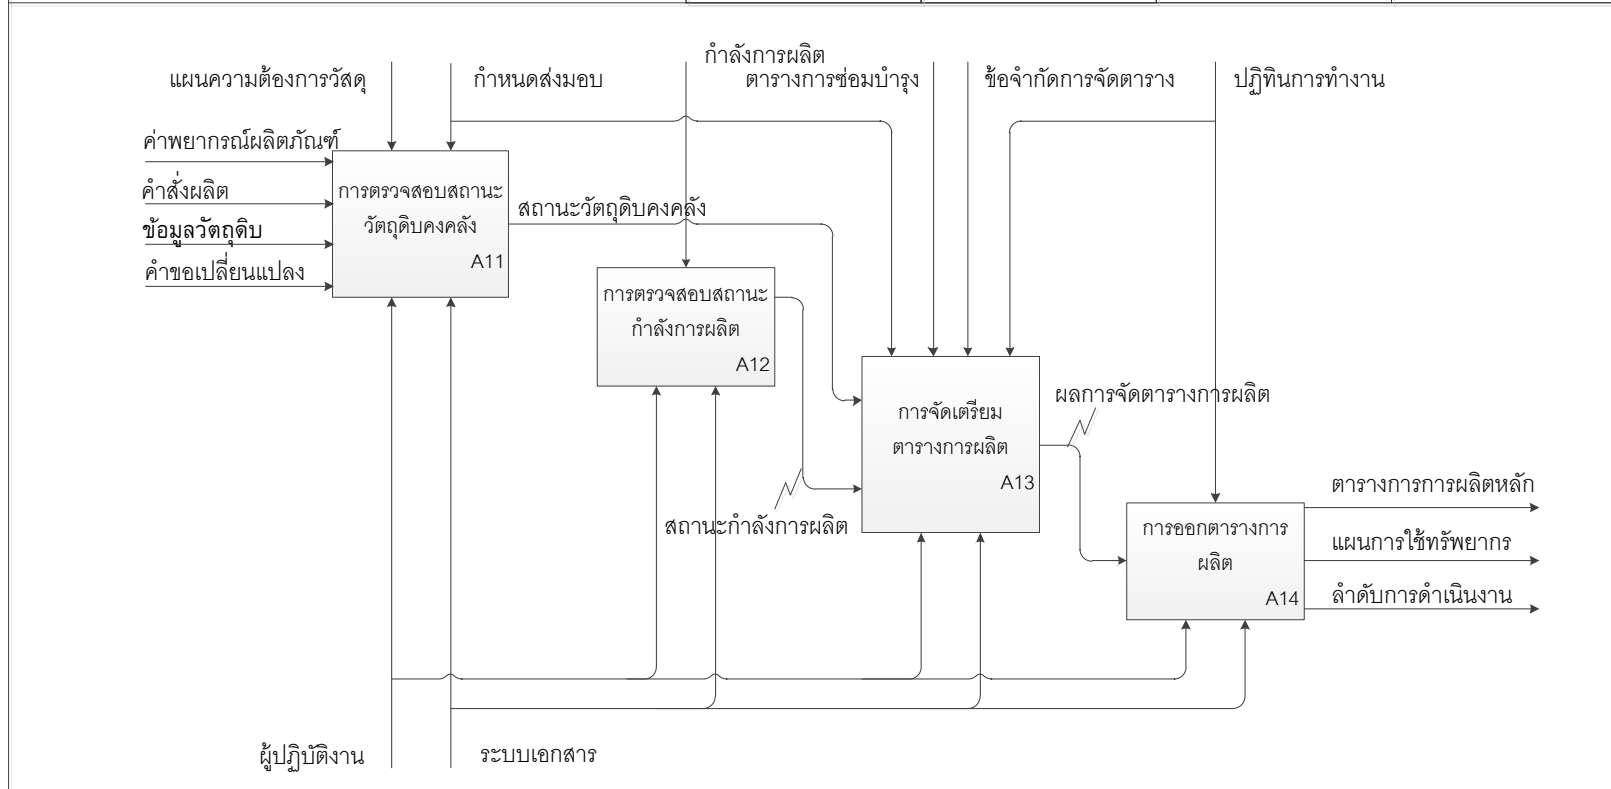 กำลังการผลิต
แผนความต้องการวัสดุ
กำหนดส่งมอบ
ตารางการซ่อมบำรุง
ข้อจำกัดการจัดตาราง
ปฏิทินการทำงาน
ค่าพยากรณ์ผลิตภัณฑ์
คำสั่งผลิต
ข้อมูลวัตถุดิบ
คำขอเปลี่ยนแปลง
การตรวจสอบสถานะ
วัตถุดิบคงคลัง
A11
สถานะวัตถุดิบคงคลัง
การตรวจสอบสถานะ
กำลังการผลิต
A12
สถานะกำลังการผลิต
การจัดเตรียม
ตารางการผลิต
A13
ผลการจัดตารางการผลิต
การออกตารางการ
ผลิต
A14
ตารางการการผลิตหลัก
แผนการใช้ทรัพยากร
ลำดับการดำเนินงาน
ผู้ปฏิบัติงาน
ระบบเอกสาร